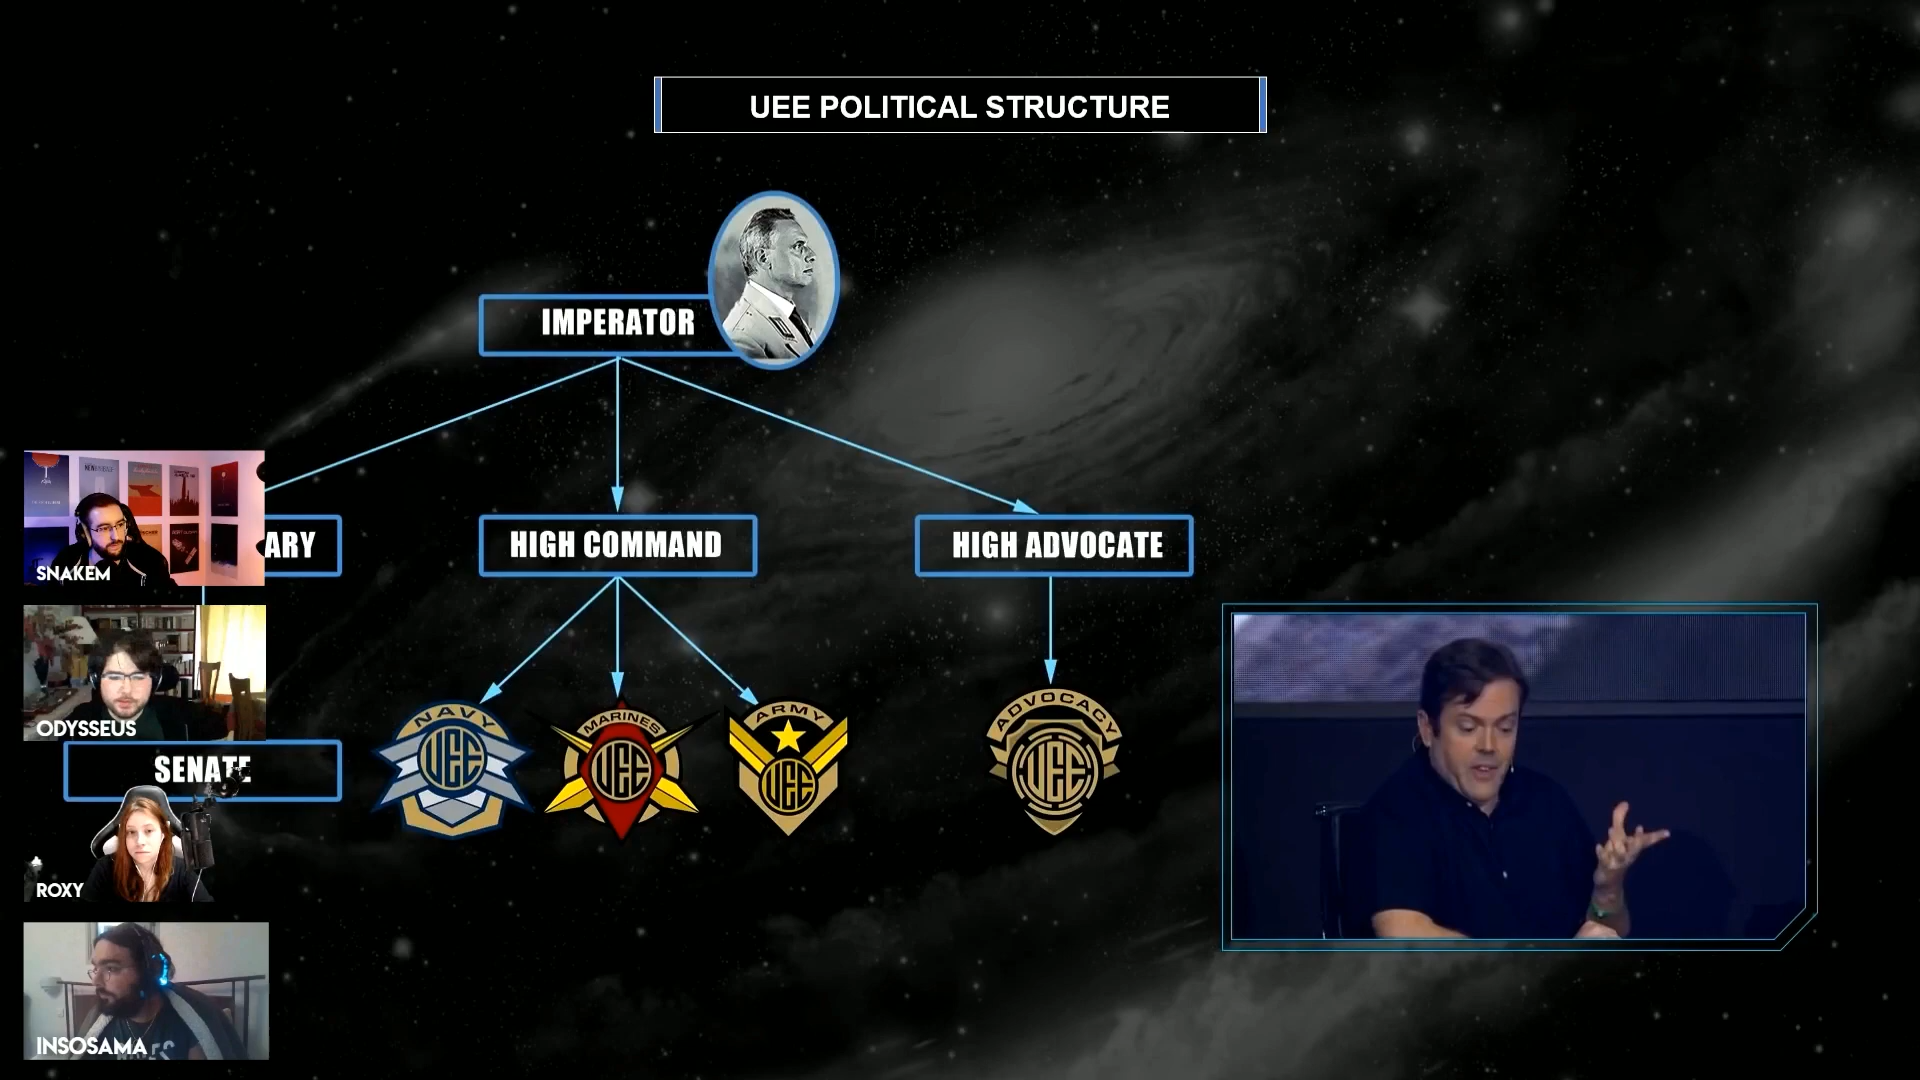 UEE POLITICAL STRUCTURE
IMPERATOR
ARY
HIGH COMMAND
HIGH ADVOCATE
SNAKEM
ODYSSEUS
SENATE
NAVY
UEE
MARINES
UEE
ARMY
UEE
ADVOCACY
UEE
ROXY
INSOSAMA